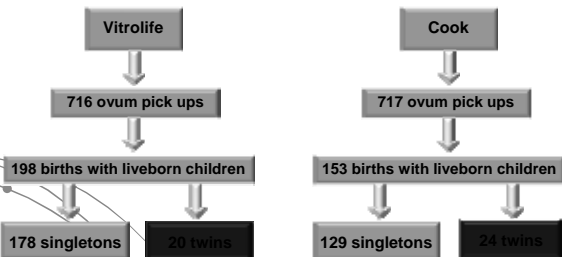 Vitrolife
716 ovum pick ups
198 births with liveborn children
178 singletons
20 twins
Cook
717 ovum pick ups
153 births with liveborn children
129 singletons
24 twins